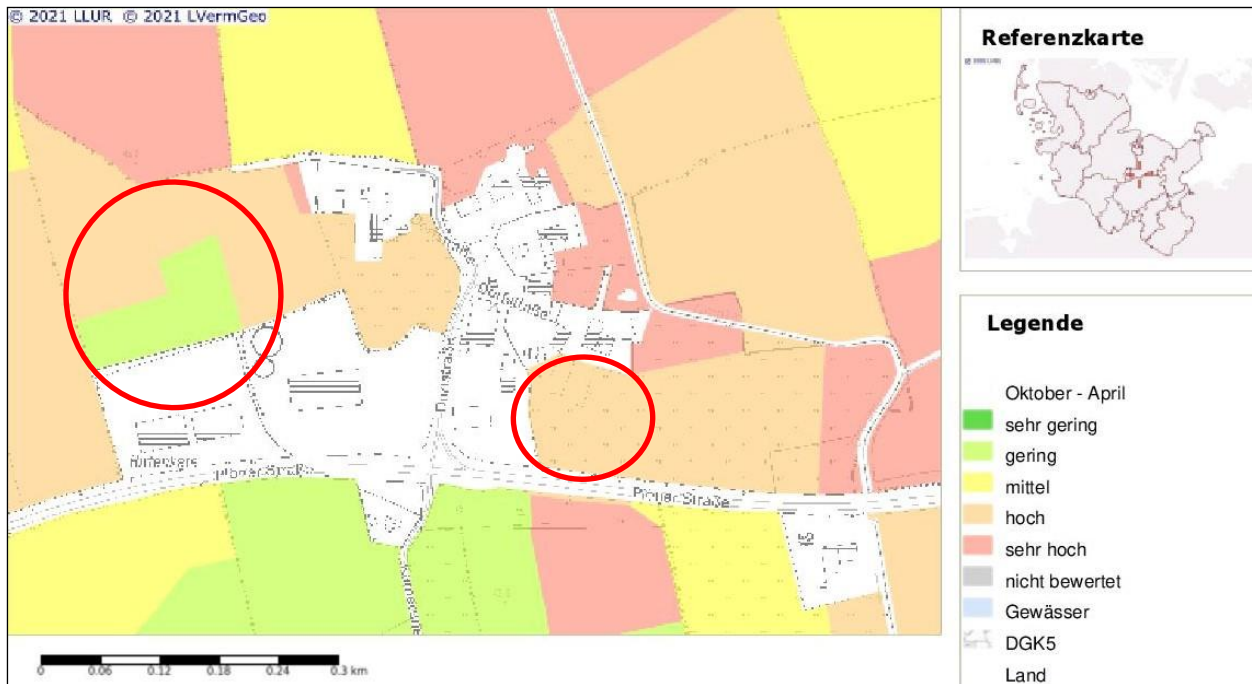 © 2021 LLUR © 2021 LVermGeo
Dorfstraße
Dorfstraße
Plöner Straße
Plöner Straße
0 0.06 0.12 0.18 0.24 0.3 km
Referenzkarte
Legende
Oktober - April
sehr gering
gering
mittel
hoch
sehr hoch
nicht bewertet
Gewässer
DGK5
Land